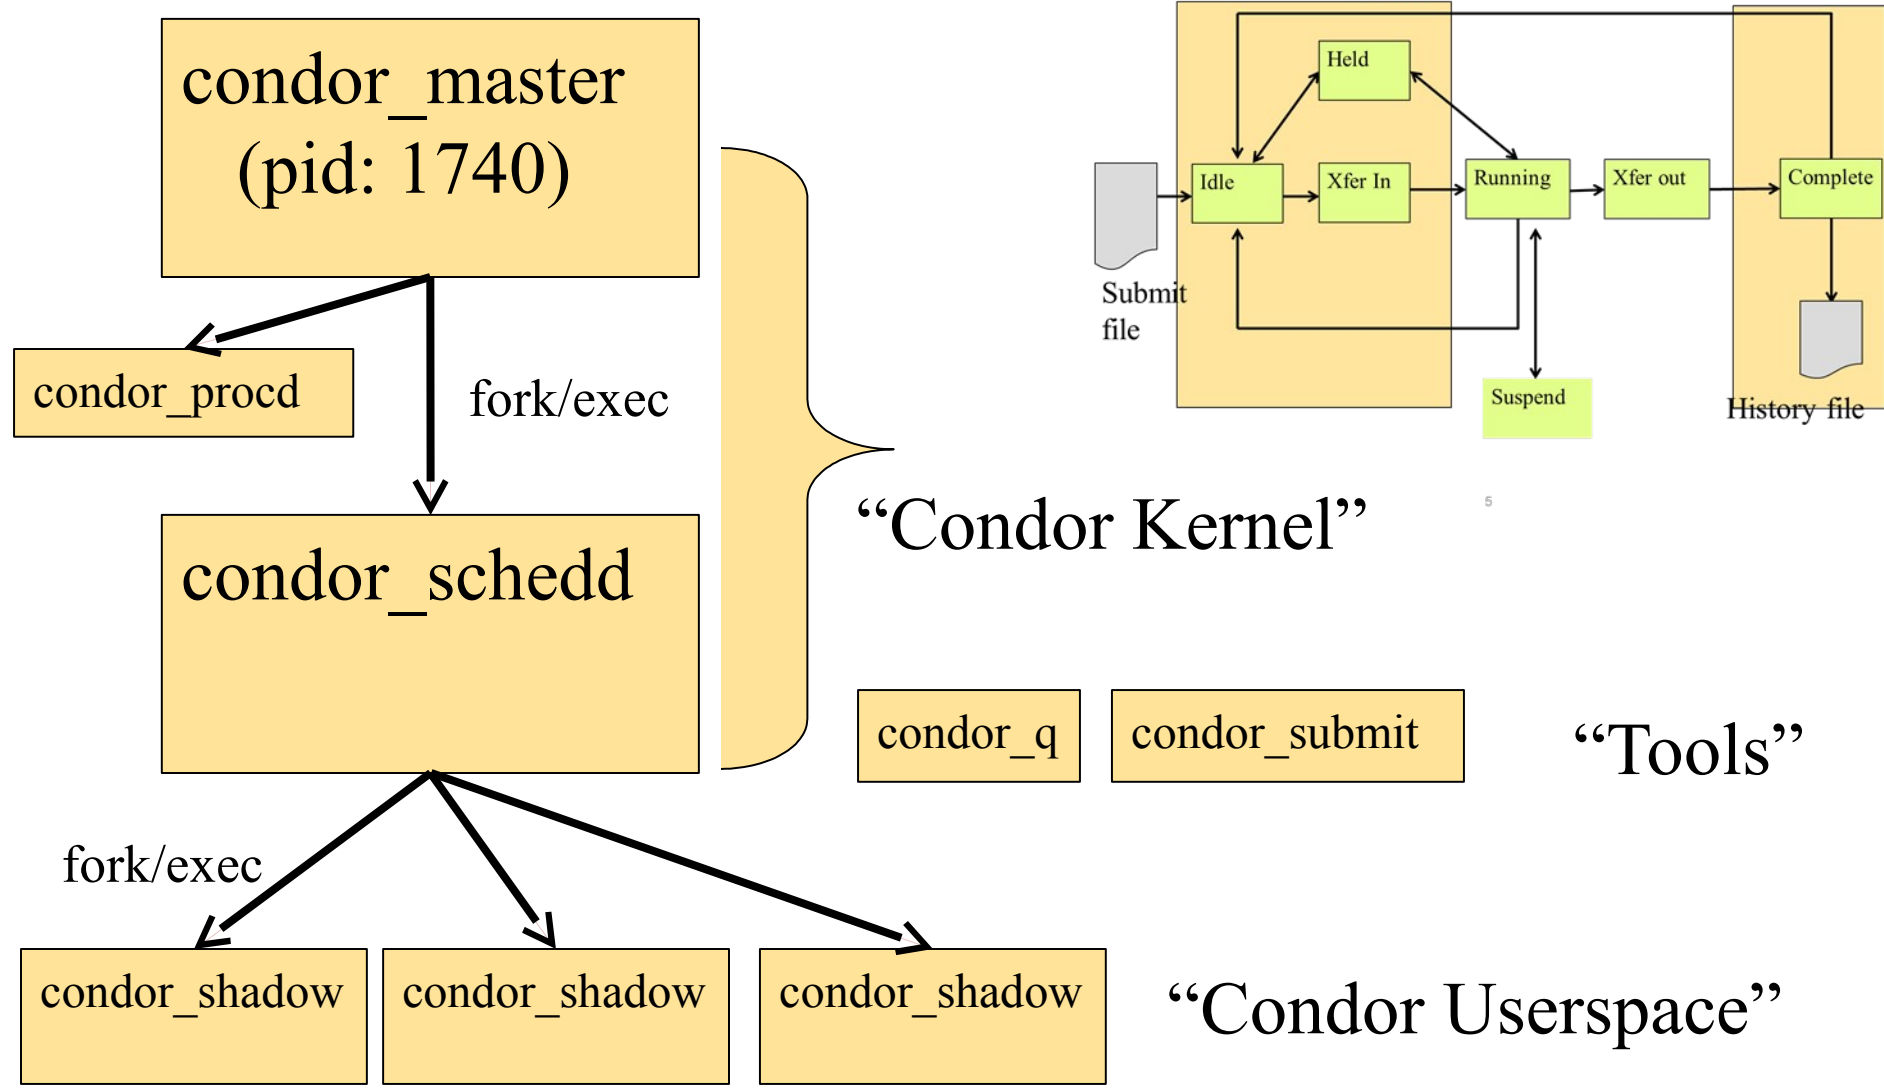 condor_master
(pid: 1740)
condor_procd
fork/exec
condor_schedd
fork/exec
condor_shadow
condor_shadow
condor_shadow
Held
Idle
Xfer In
Running
Xfer out
Complete
Submit
file
Suspend
History file
“Condor Kernel”
5
condor_q
condor_submit
“Tools”
“Condor Userspace”